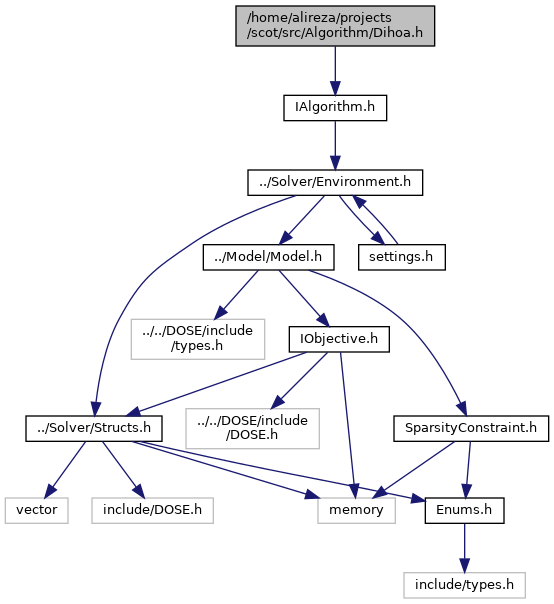 /home/alireza/projects
/scot/src/Algorithm/Dihoa.h
IAlgorithm.h
../Solver/Environment.h
../Model/Model.h
settings.h
../../DOSE/include
/types.h
IObjective.h
../Solver/Structs.h
../../DOSE/include
/DOSE.h
SparsityConstraint.h
vector
include/DOSE.h
memory
Enums.h
include/types.h